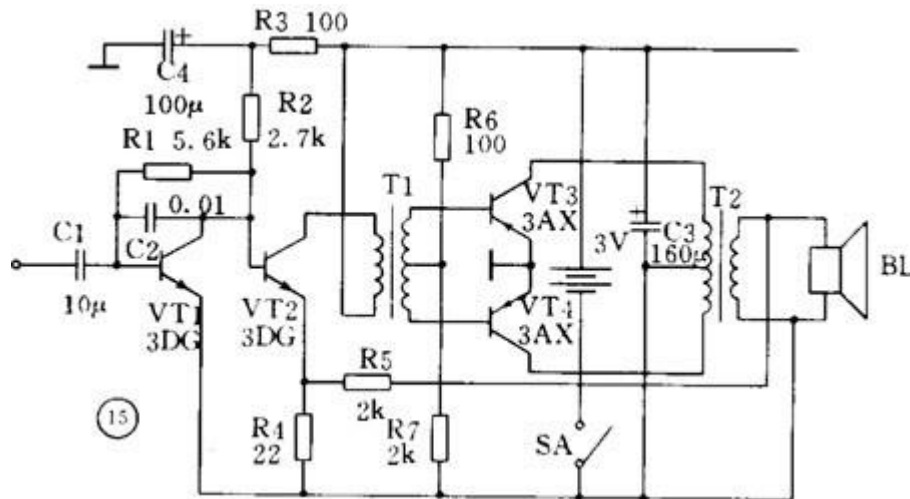 R3 100
C4
100μ
R2
2.7k
R1 5.6k
R6
100
0.01
C2
C1
10μ
VT1
3DG
VT2
3DG
T1
VT3
3AX
VT4
3AX
3V
C3
160μ
T2
BL
R5
2k
R4
22
R7
2k
SA
15